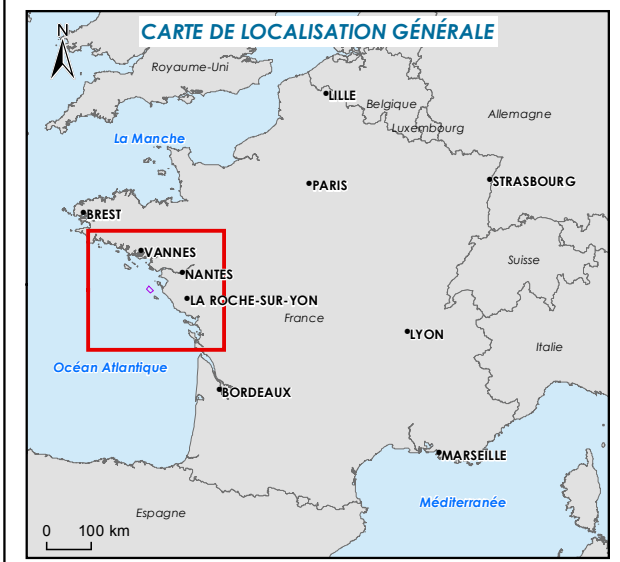 N
CARTE DE LOCALISATION GÉNÉRALE
Royaume-Uni
LILLE
Belgique
Allemagne
Luxembourg
La Manche
PARIS
STRASBOURG
BREST
VANNES
Suisse
NANTES
LA ROCHE-SUR-YON
France
LYON
Italie
Océan Atlantique
BORDEAUX
MARSEILLE
Méditerranée
Espagne
0 100 km